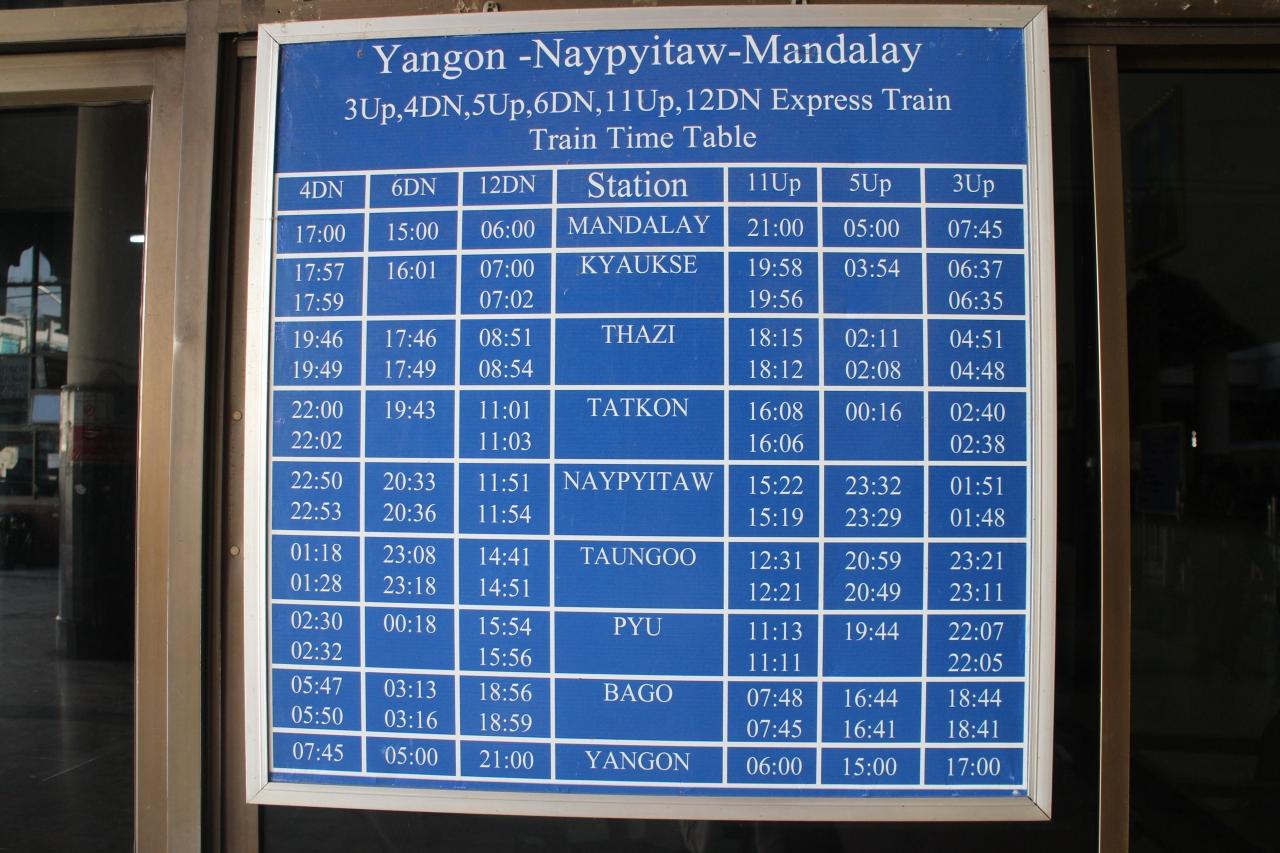 Yangon -Naypyitaw-Mandalay
3Up,4DN,5Up,6DN,11Up,12DN Express Train
Train Time Table
4DN 6DN 12DN Station 11Up 5Up 3Up
17:00 15:00 06:00 MANDALAY 21:00 05:00 07:45
17:57 16:01 07:00 KYAUKSE 19:58 03:54 06:37
17:59 07:02 19:56 06:35
19:46 17:46 08:51 THAZI 18:15 02:11 04:51
19:49 17:49 08:54 18:12 02:08 04:48
22:00 19:43 11:01 TATKON 16:08 00:16 02:40
22:02 11:03 16:06 02:38
22:50 20:33 11:51 NAYPYITAW 15:22 23:32 01:51
22:53 20:36 11:54 15:19 23:29 01:48
01:18 23:08 14:41 TAUNGOO 12:31 20:59 23:21
01:28 23:18 14:51 12:21 20:49 23:11
02:30 00:18 15:54 PYU 11:13 19:44 22:07
02:32 15:56 11:11 22:05
05:47 03:13 18:56 BAGO 07:48 16:44 18:44
05:50 03:16 18:59 07:45 16:41 18:41
07:45 05:00 21:00 YANGON 06:00 15:00 17:00